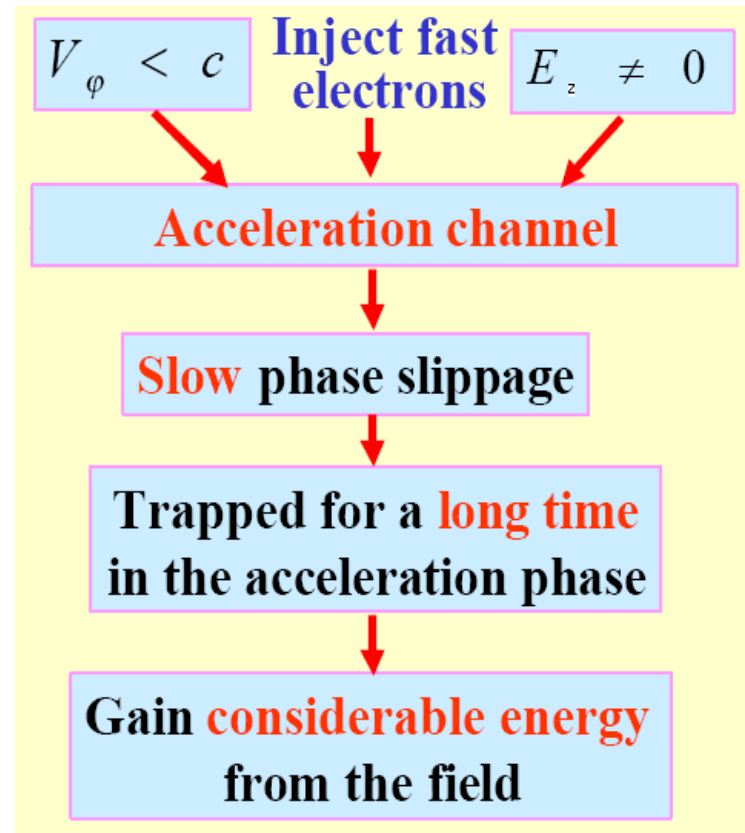 V_φ < c
Inject fast
electrons
E_z ≠ 0
Acceleration channel
Slow phase slippage
Trapped for a long time
in the acceleration phase
Gain considerable energy
from the field